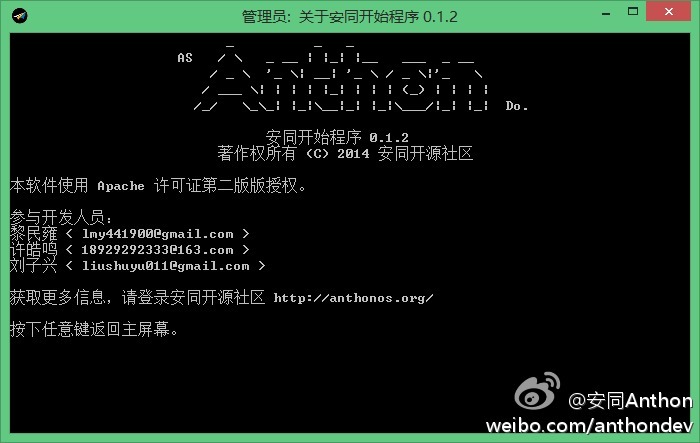 管理员: 关于安同开始程序 0.1.2
AS Anthon Do.
安同开始程序 0.1.2
著作权所有 (C) 2014 安同开源社区
本软件使用 Apache 许可证第二版版授权。
参与开发人员:
黎民雍 < lmy441900@gmail.com >
许皓鸣 < 18929292333@163.com >
刘子兴 < liushuyu011@gmail.com >
获取更多信息，请登录安同开源社区 http://anthonos.org/
按下任意键返回主屏幕。
@安同Anthon
weibo.com/anthondev